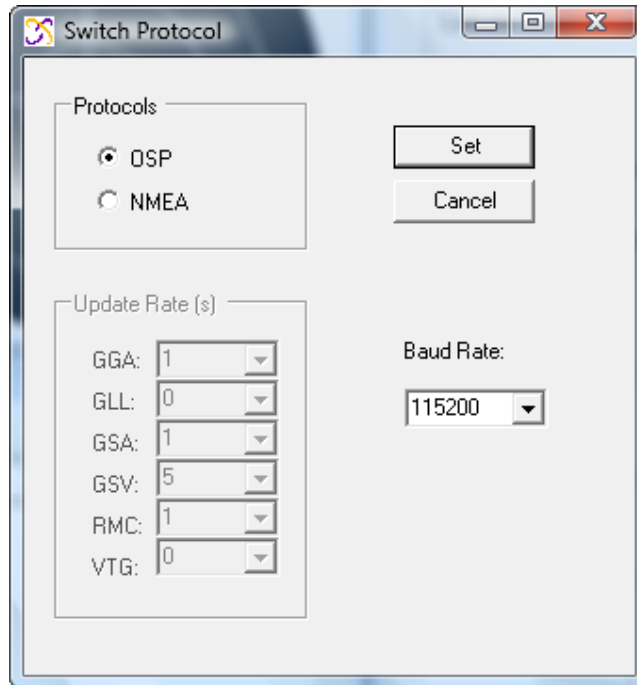 Switch Protocol
Protocols
OSP
NMEA
Set
Cancel
Update Rate (s)
GGA: 1
GLL: 0
GSA: 1
GSV: 5
RMC: 1
VTG: 0
Baud Rate:
115200